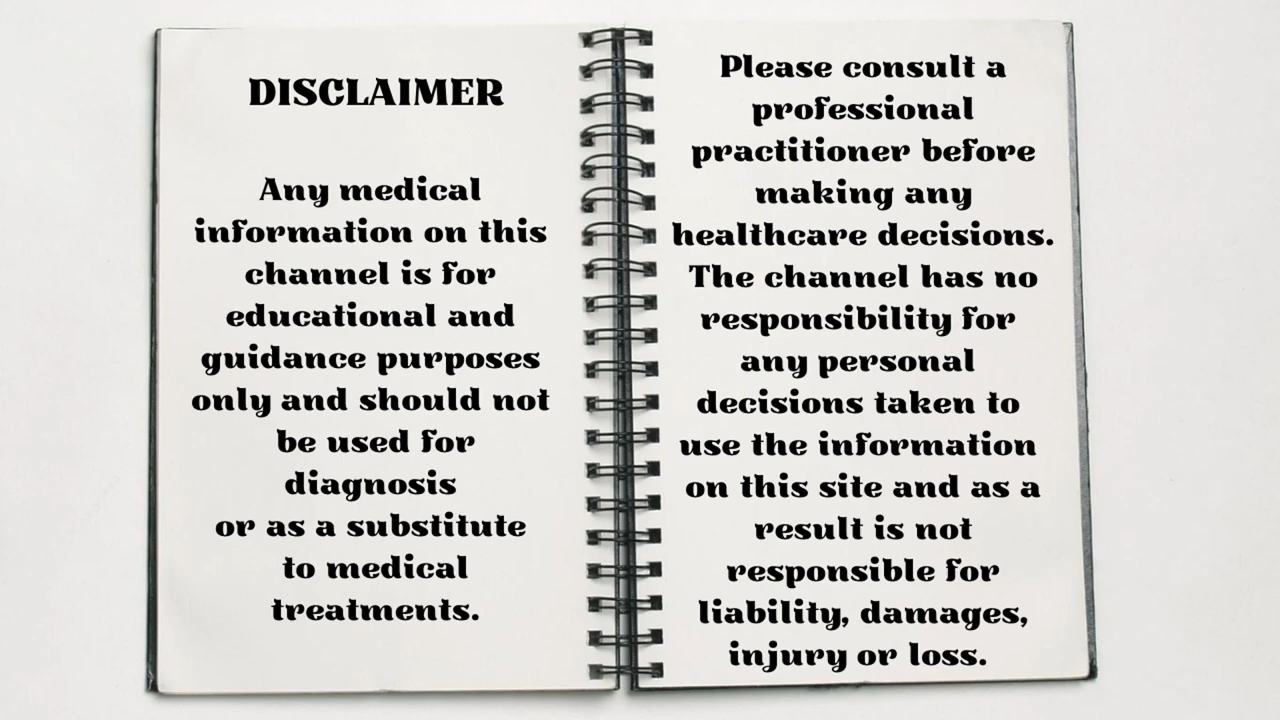 DISCLAIMER
Any medical
information on this
channel is for
educational and
guidance purposes
only and should not
be used for
diagnosis
or as a substitute
to medical
treatments.
Please consult a
professional
practitioner before
making any
healthcare decisions.
The channel has no
responsibility for
any personal
decisions taken to
use the information
on this site and as a
result is not
responsible for
liability, damages,
injury or loss.